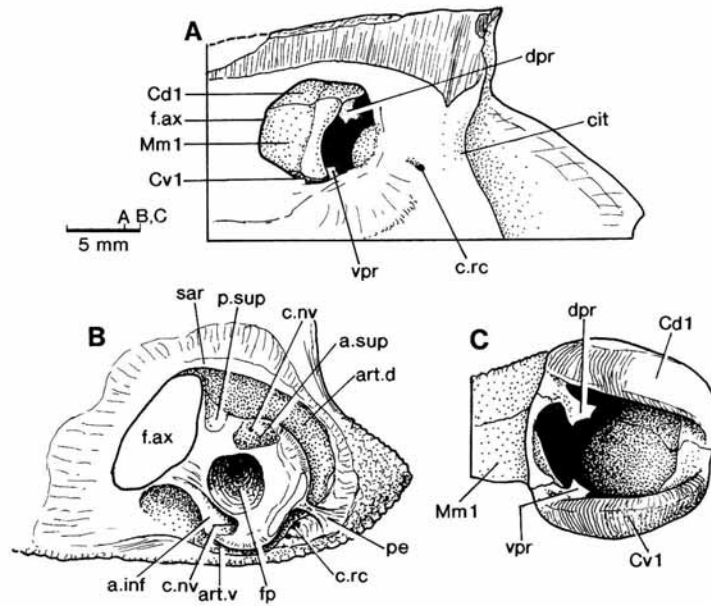 A
dpr
Cd1
f.ax
Mm1
Cv1
cit
A B,C
5 mm
vpr
c.rc
B
sar
p.sup
c.nv
a.sup
art.d
f.ax
a.inf
c.nv
art.v
fp
c.rc
pe
C
dpr
Cd1
Mm1
vpr
Cv1